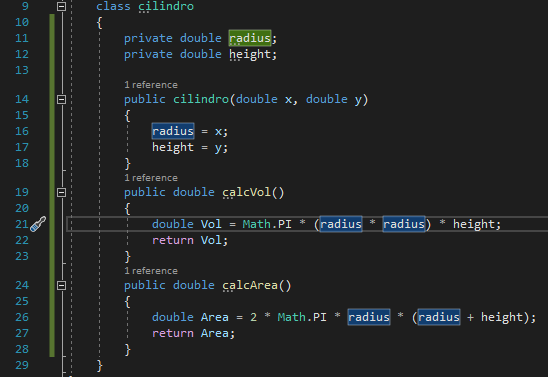 9 class cilindro
10 {
11 private double radius;
12 private double height;
13
1 reference
14 public cilindro(double x, double y)
15 {
16 radius = x;
17 height = y;
18 }
1 reference
19 public double calcVol()
20 {
21 double Vol = Math.PI * (radius * radius) * height;
22 return Vol;
23 }
1 reference
24 public double calcArea()
25 {
26 double Area = 2 * Math.PI * radius * (radius + height);
27 return Area;
28 }
29 }